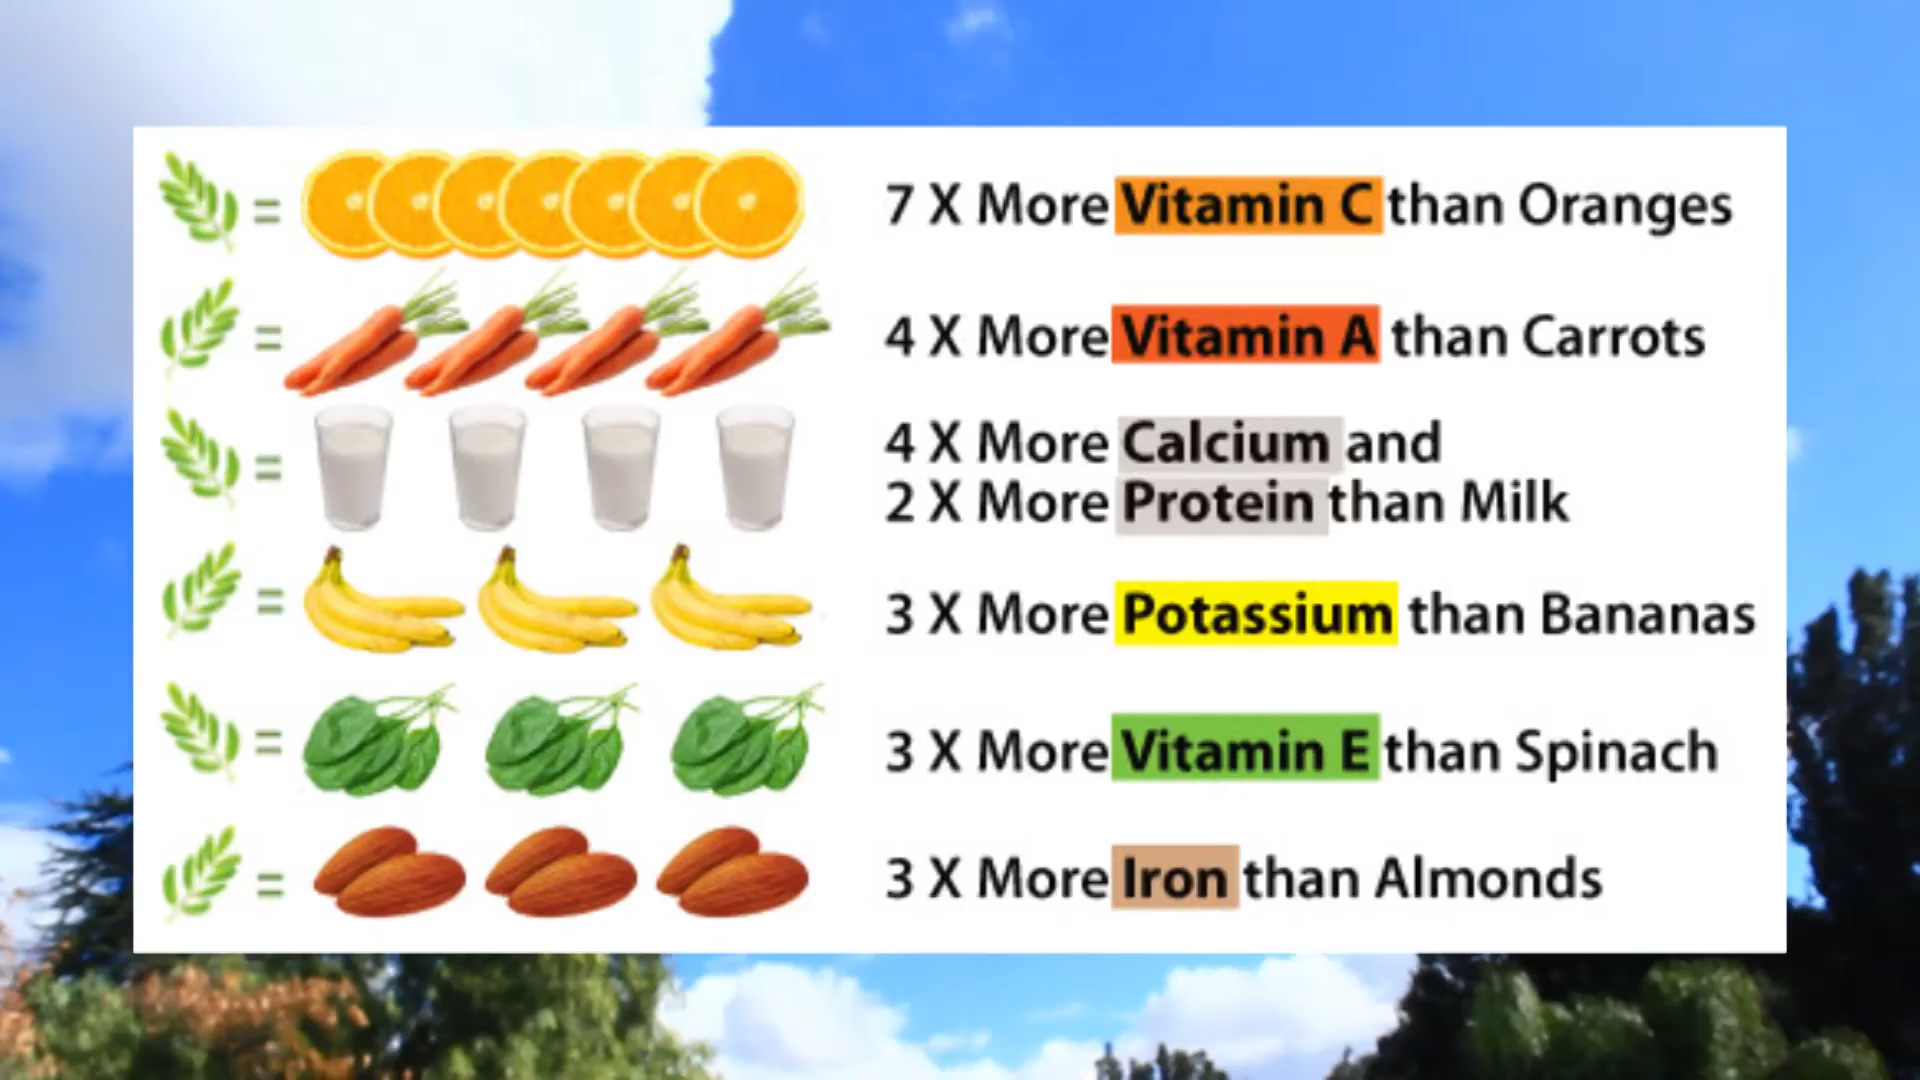 = 7 X More Vitamin C than Oranges
= 4 X More Vitamin A than Carrots
= 4 X More Calcium and
2 X More Protein than Milk
= 3 X More Potassium than Bananas
= 3 X More Vitamin E than Spinach
= 3 X More Iron than Almonds